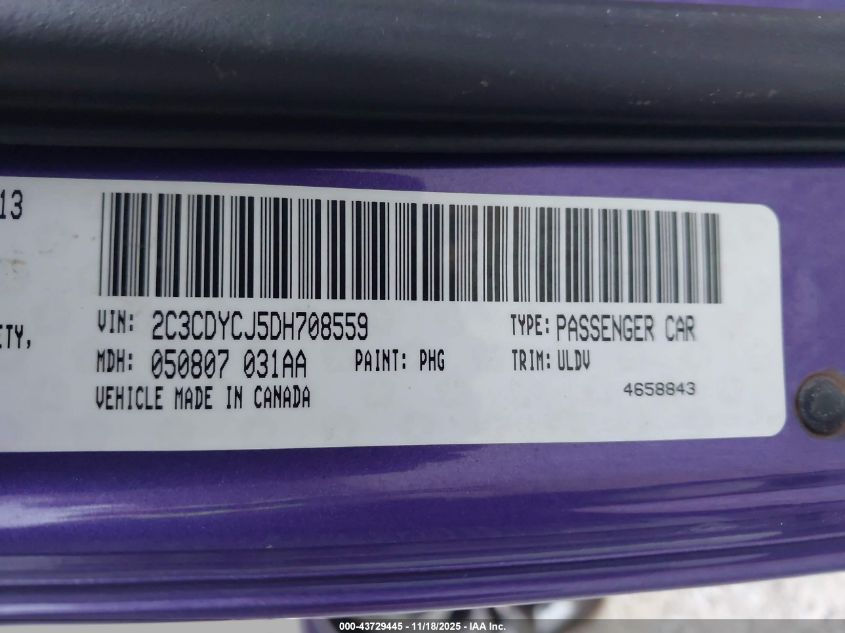 13
ETY,
VIN: 2C3CDYCJ5DH708559
TYPE: PASSENGER CAR
MDH: 050807 031AA
PAINT: PHG
TRIM: ULDV
VEHICLE MADE IN CANADA
4658843
000-43729445 - 11/18/2025 - IAA Inc.